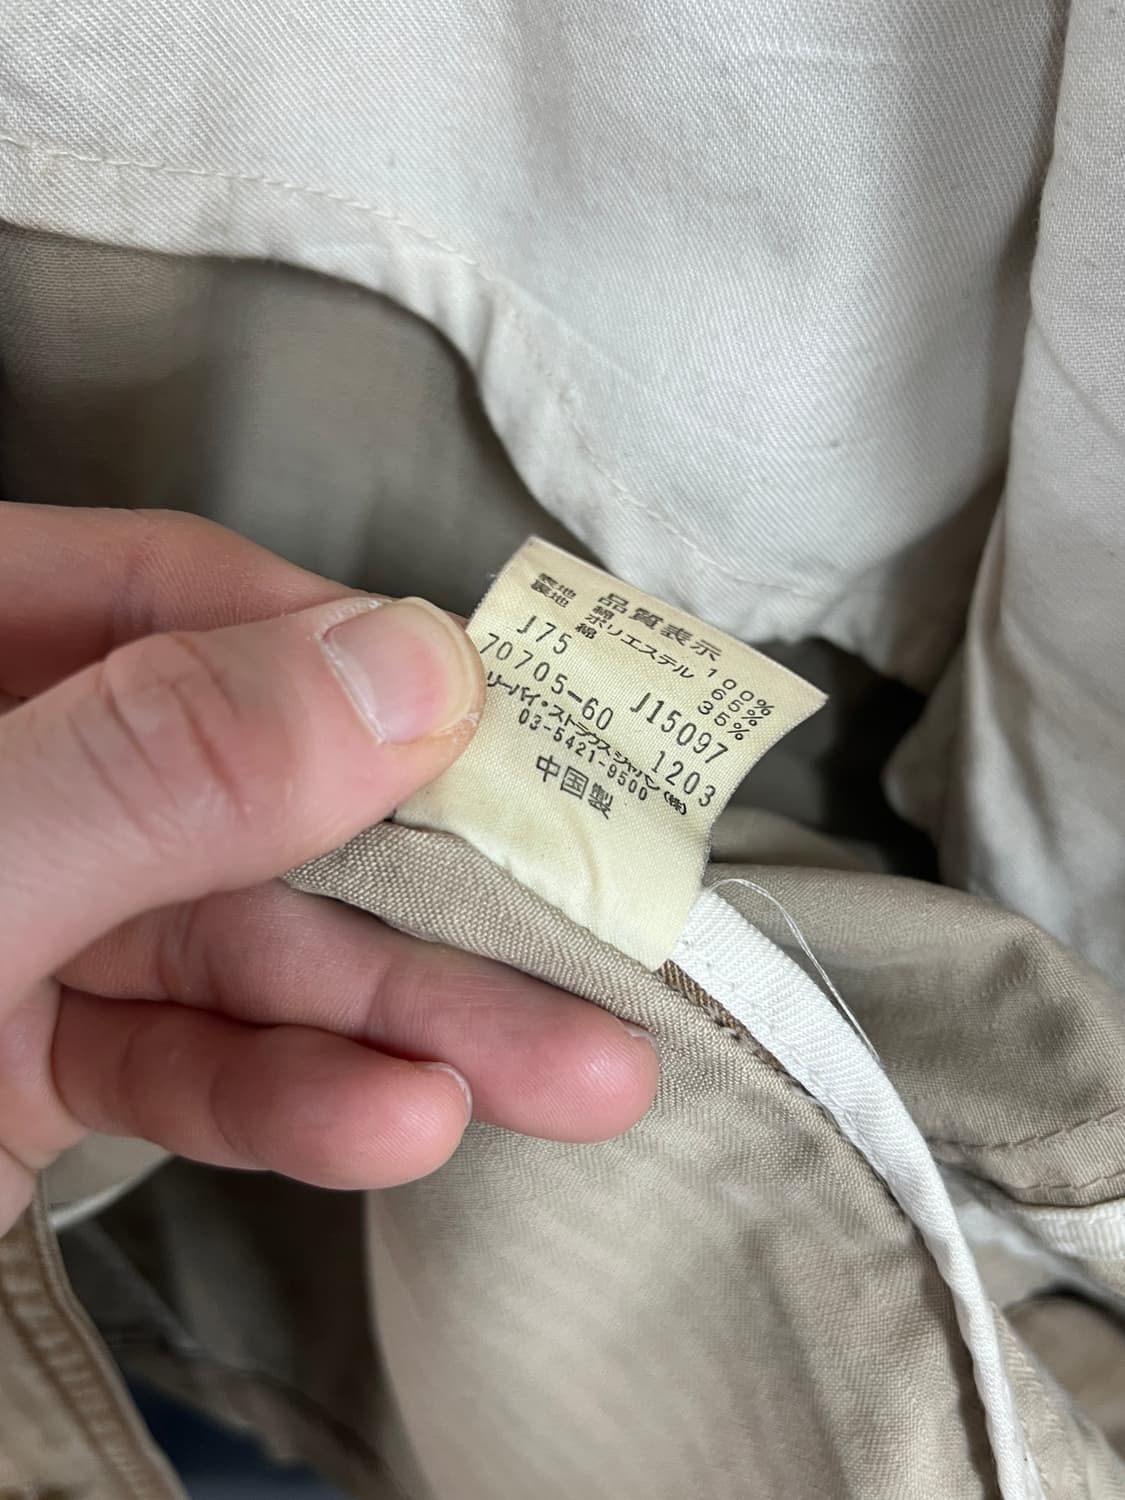 品質表示
表地 綿 100%
裏地 ポリエステル 65%
綿 35%
J75 J15097
70705-60 1203
リーバイ・ストラウス ジャパン(株)
03-5421-9500
中国製